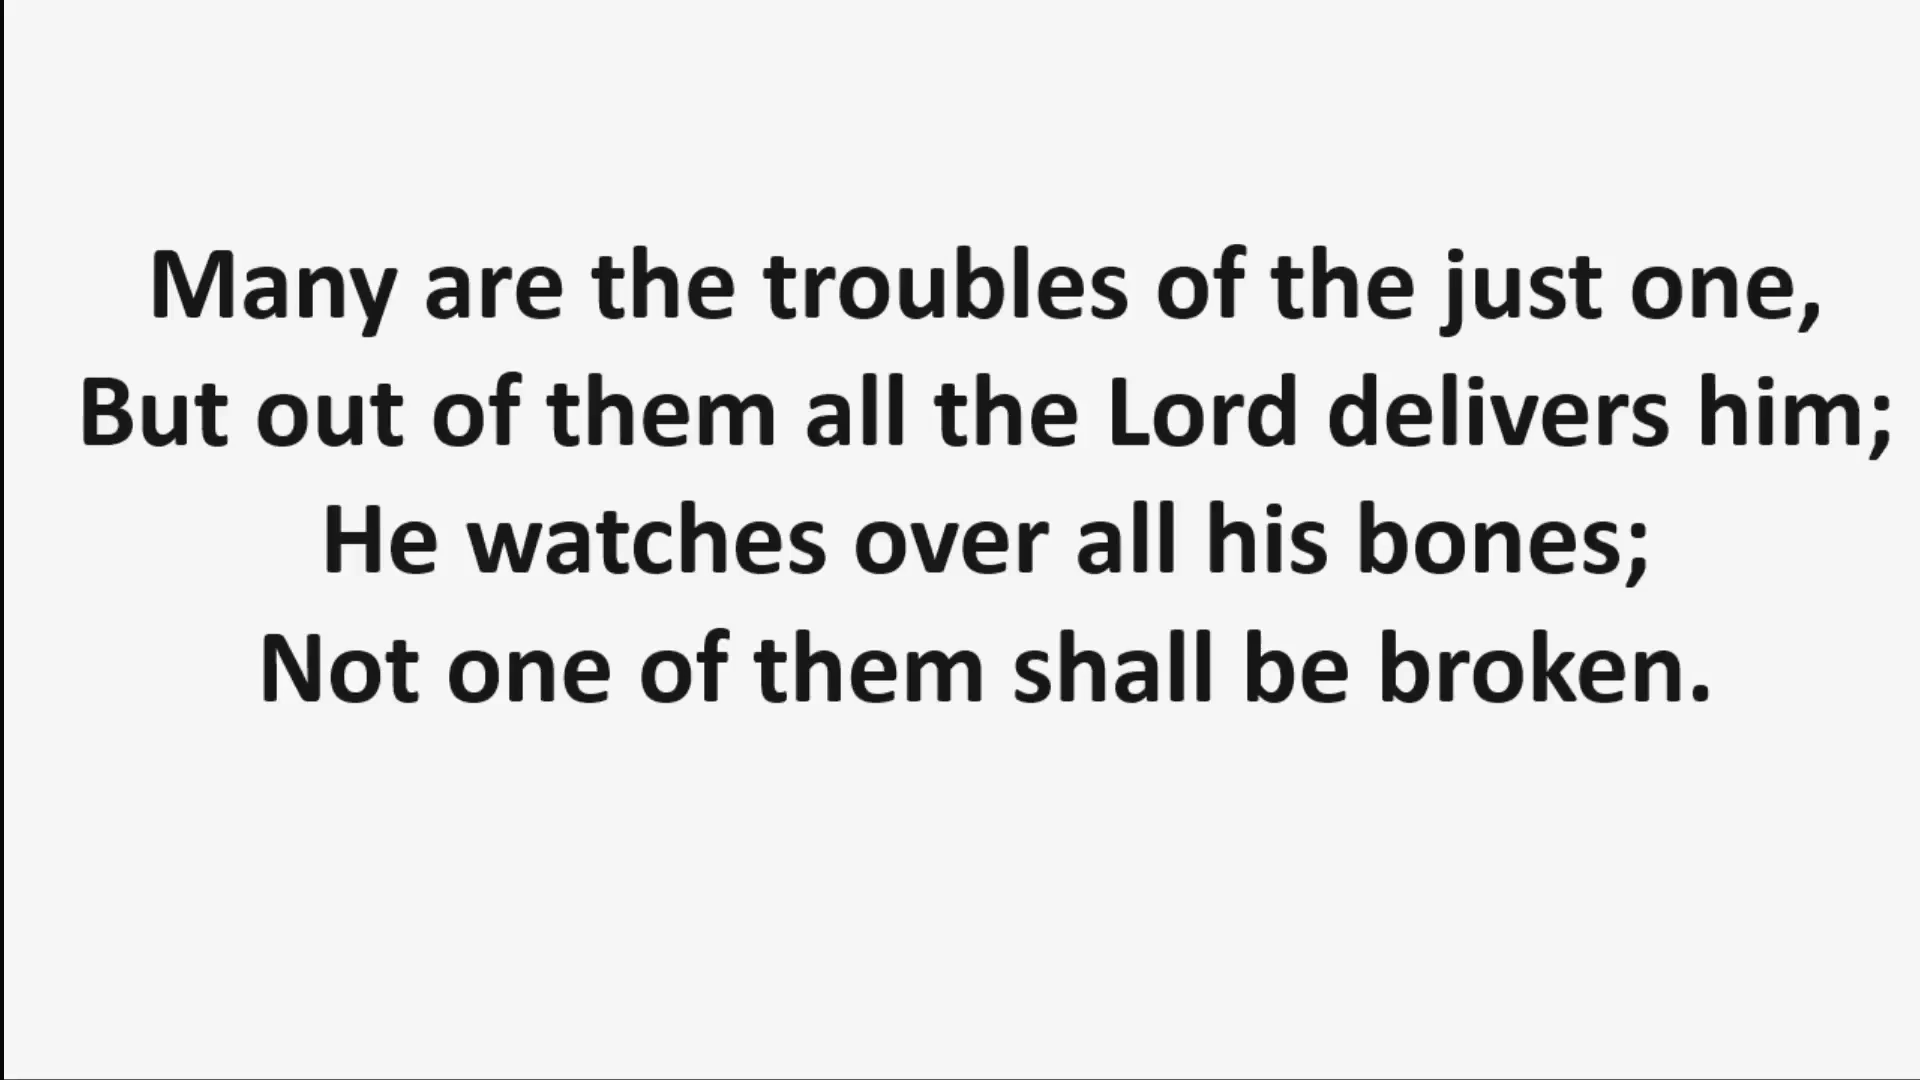 Many are the troubles of the just one,
But out of them all the Lord delivers him;
He watches over all his bones;
Not one of them shall be broken.